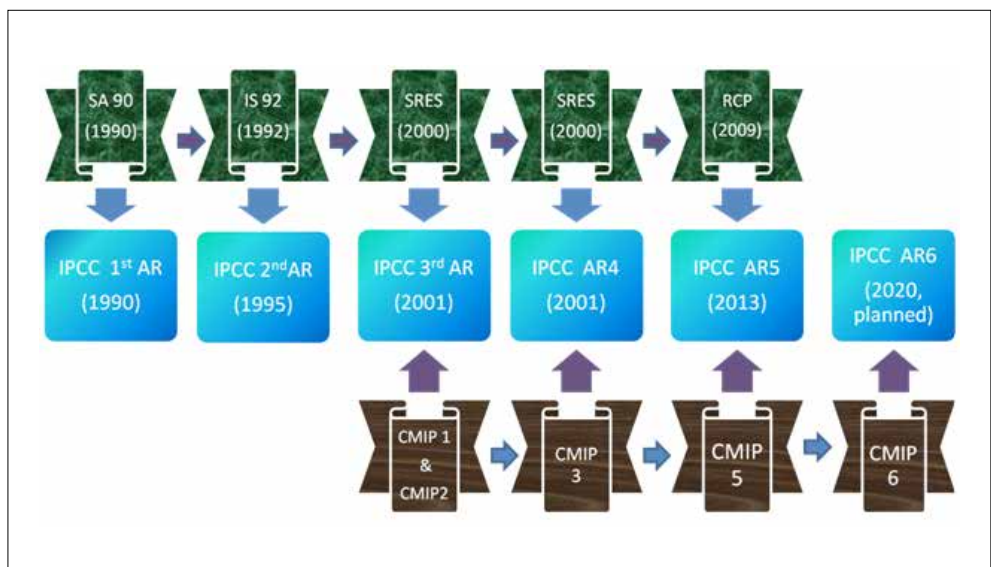 SA 90
(1990)
IS 92
(1992)
SRES
(2000)
SRES
(2000)
RCP
(2009)
IPCC 1st AR
(1990)
IPCC 2nd AR
(1995)
IPCC 3rd AR
(2001)
IPCC AR4
(2001)
IPCC AR5
(2013)
IPCC AR6
(2020,
planned)
CMIP 1
&
CMIP2
CMIP
3
CMIP
5
CMIP
6